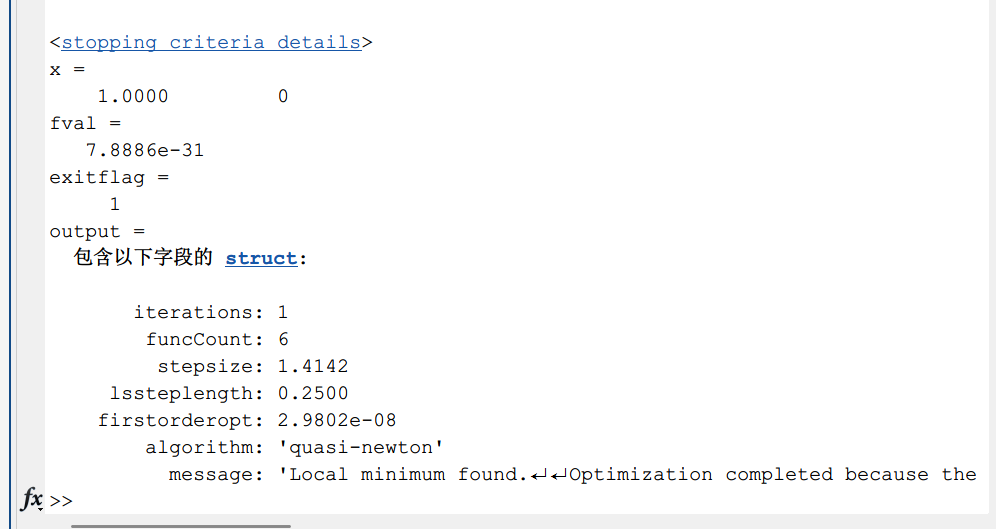 <stopping criteria details>
x =
1.0000 0
fval =
7.8886e-31
exitflag =
1
output =
包含以下字段的 struct:
iterations: 1
funcCount: 6
stepsize: 1.4142
lssteplength: 0.2500
firstorderopt: 2.9802e-08
algorithm: 'quasi-newton'
message: 'Local minimum found.↵↵Optimization completed because the
fx >>